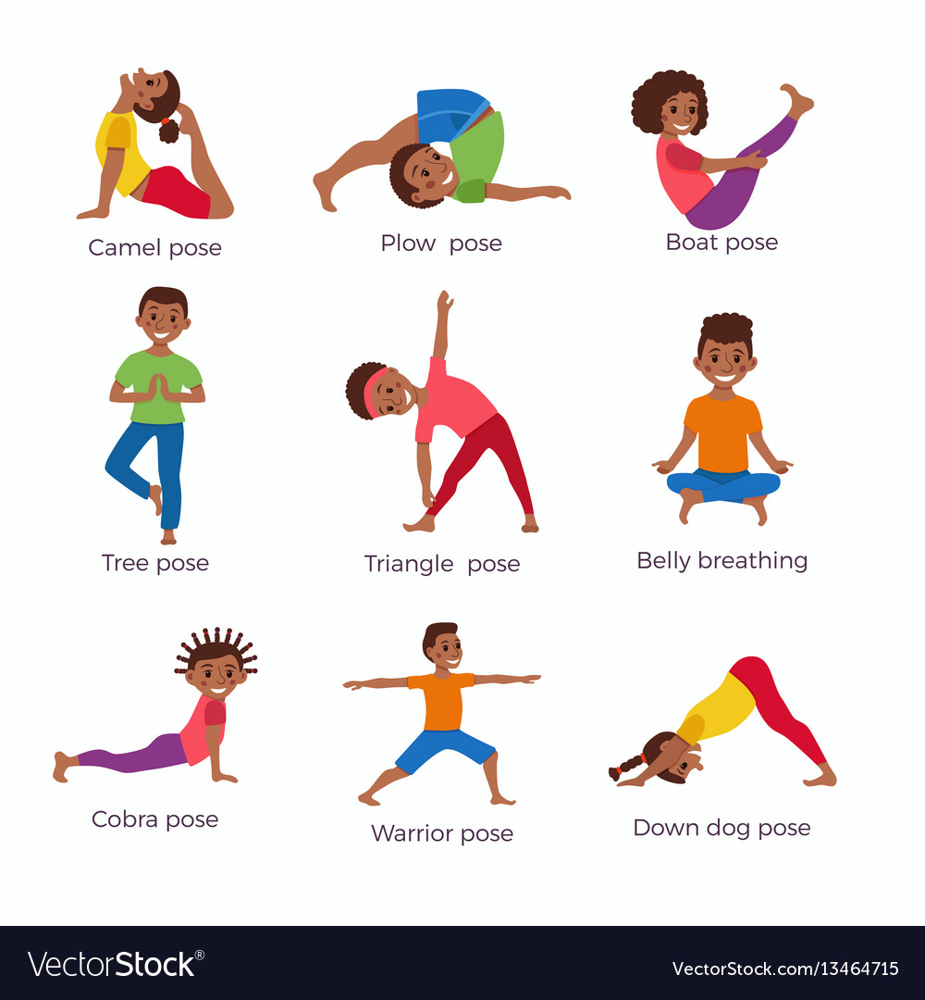 Camel pose
Plow pose
Boat pose
Tree pose
Triangle pose
Belly breathing
Cobra pose
Warrior pose
Down dog pose
VectorStock®
VectorStock.com/13464715